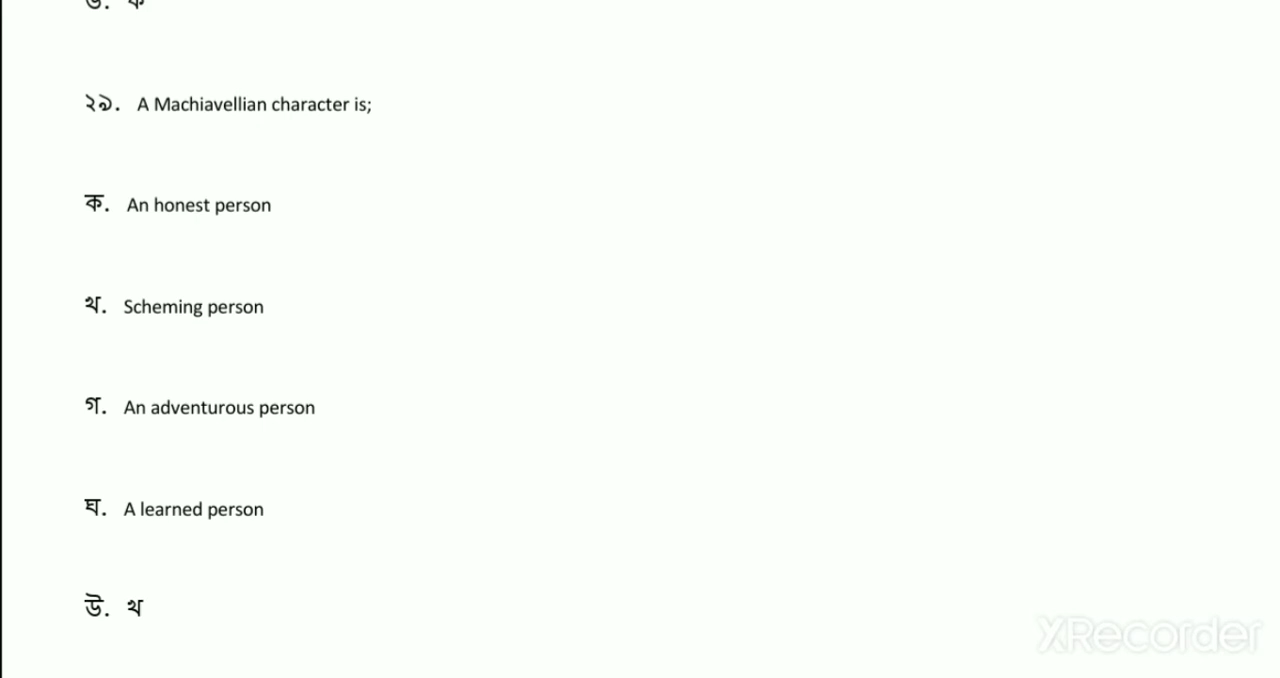 উ. ক
২৯. A Machiavellian character is;
ক. An honest person
খ. Scheming person
গ. An adventurous person
ঘ. A learned person
উ. খ
XRecorder